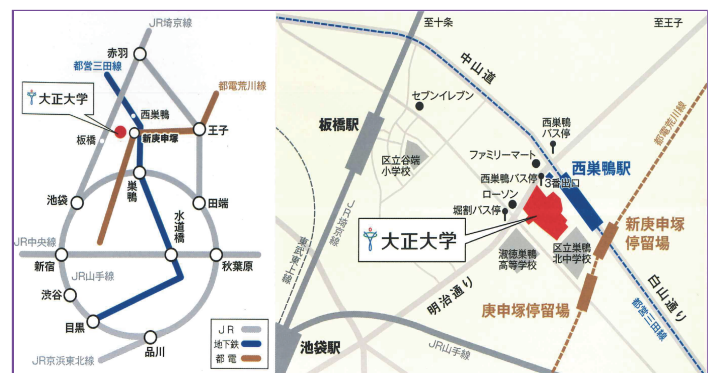 JR埼京線
赤羽
都営三田線
都電荒川線
大正大学
西巣鴨
板橋
新庚申塚
王子
巣鴨
池袋
田端
水道橋
JR中央線
新宿
秋葉原
JR山手線
渋谷
目黒
品川
JR京浜東北線
JR
地下鉄
都電
至十条
至王子
中山道
セブンイレブン
板橋駅
西巣鴨
バス停
都電荒川線
ファミリーマート
区立谷端
小学校
西巣鴨駅
西巣鴨バス停
3番出口
ローソン
堀割バス停
JR埼京線
大正大学
新庚申塚
停留場
東武東上線
淑徳巣鴨
高等学校
区立巣鴨
北中学校
明治通り
庚申塚停留場
白山通り
都営三田線
池袋駅
JR山手線